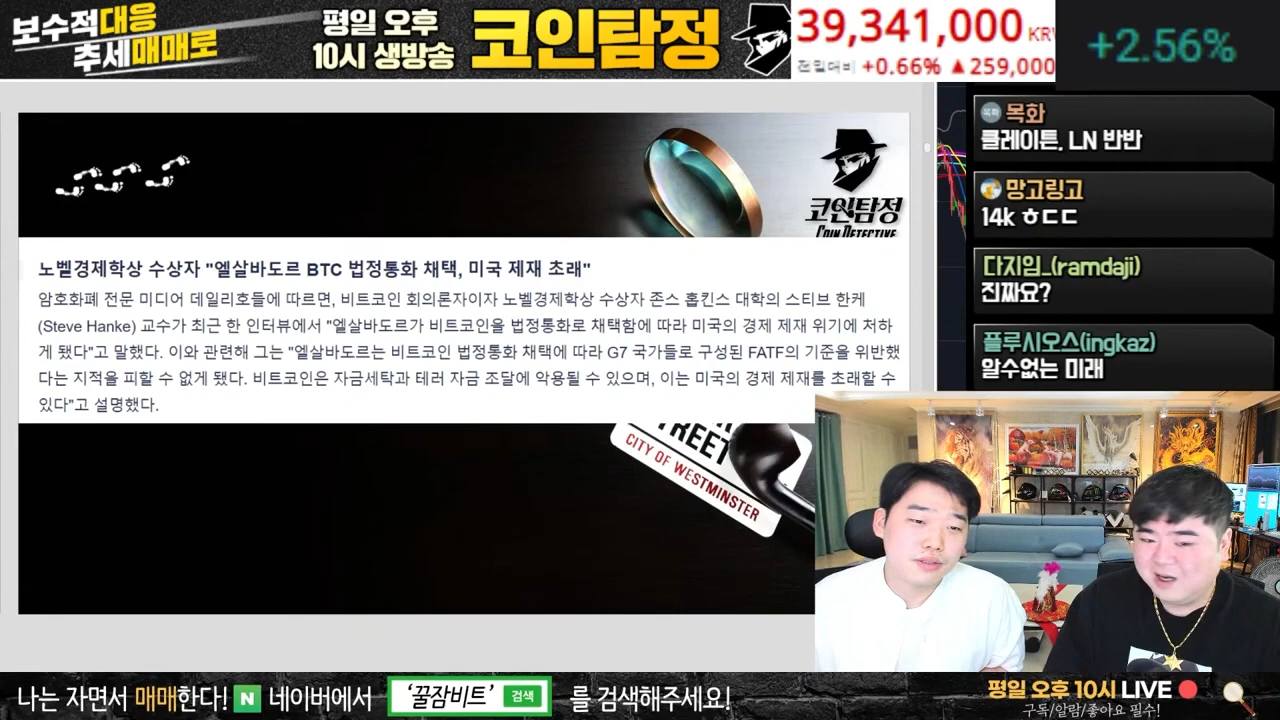 보수적대응
추세매매로
평일 오후
10시 생방송
코인탐정
39,341,000 KRW
전일대비 +0.66% ▲259,000
+2.56%
코인탐정
COIN DETECTIVE
노벨경제학상 수상자 "엘살바도르 BTC 법정통화 채택, 미국 제재 초래"
암호화폐 전문 미디어 데일리호들에 따르면, 비트코인 회의론자이자 노벨경제학상 수상자 존스 홉킨스 대학의 스티브 한케
(Steve Hanke) 교수가 최근 한 인터뷰에서 "엘살바도르가 비트코인을 법정통화로 채택함에 따라 미국의 경제 제재 위기에 처하
게 됐다"고 말했다. 이와 관련해 그는 "엘살바도르는 비트코인 법정통화 채택에 따라 G7 국가들로 구성된 FATF의 기준을 위반했
다는 지적을 피할 수 없게 됐다. 비트코인은 자금세탁과 테러 자금 조달에 악용될 수 있으며, 이는 미국의 경제 제재를 초래할 수
있다"고 설명했다.
CITY OF WESTMINSTER
목화
클레이튼, LN 반반
망고링고
14k ㅎㄷㄷ
다지임_(ramdaji)
진짜요?
플루시오스(ingkaz)
알수없는 미래
나는 자면서 매매한다! N 네이버에서 '꿀잠비트' 검색 를 검색해주세요!
평일 오후 10시 LIVE
구독/알람/좋아요 필수!